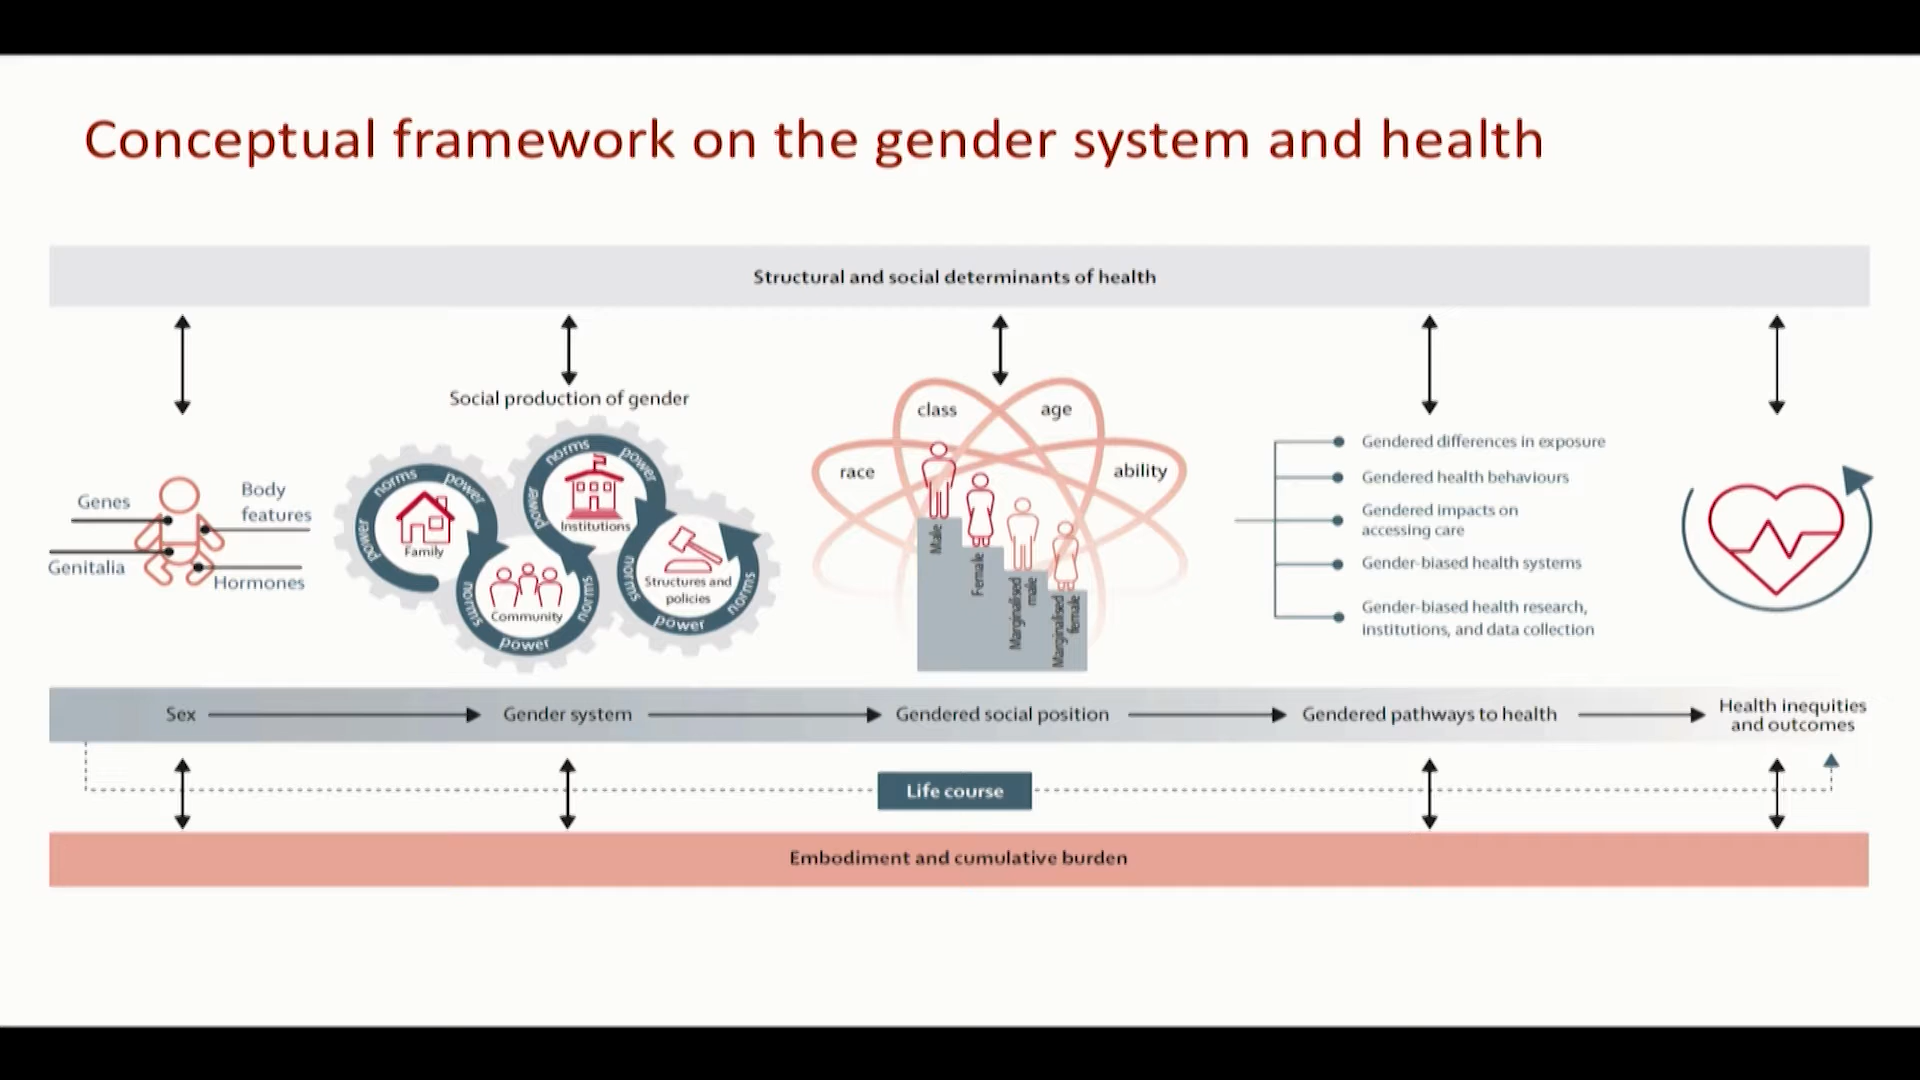 Conceptual framework on the gender system and health
Structural and social determinants of health
Genes
Body
features
Genitalia
Hormones
Social production of gender
norms
power
power
Family
norms
power
power
Institutions
norms
norms
power
Community
norms
norms
power
Structures and
policies
class
age
race
ability
Male
Female
Marginalised
male
Marginalised
female
Gendered differences in exposure
Gendered health behaviours
Gendered impacts on
accessing care
Gender-biased health systems
Gender-biased health research,
institutions, and data collection
Sex
Gender system
Gendered social position
Gendered pathways to health
Health inequities
and outcomes
Life course
Embodiment and cumulative burden